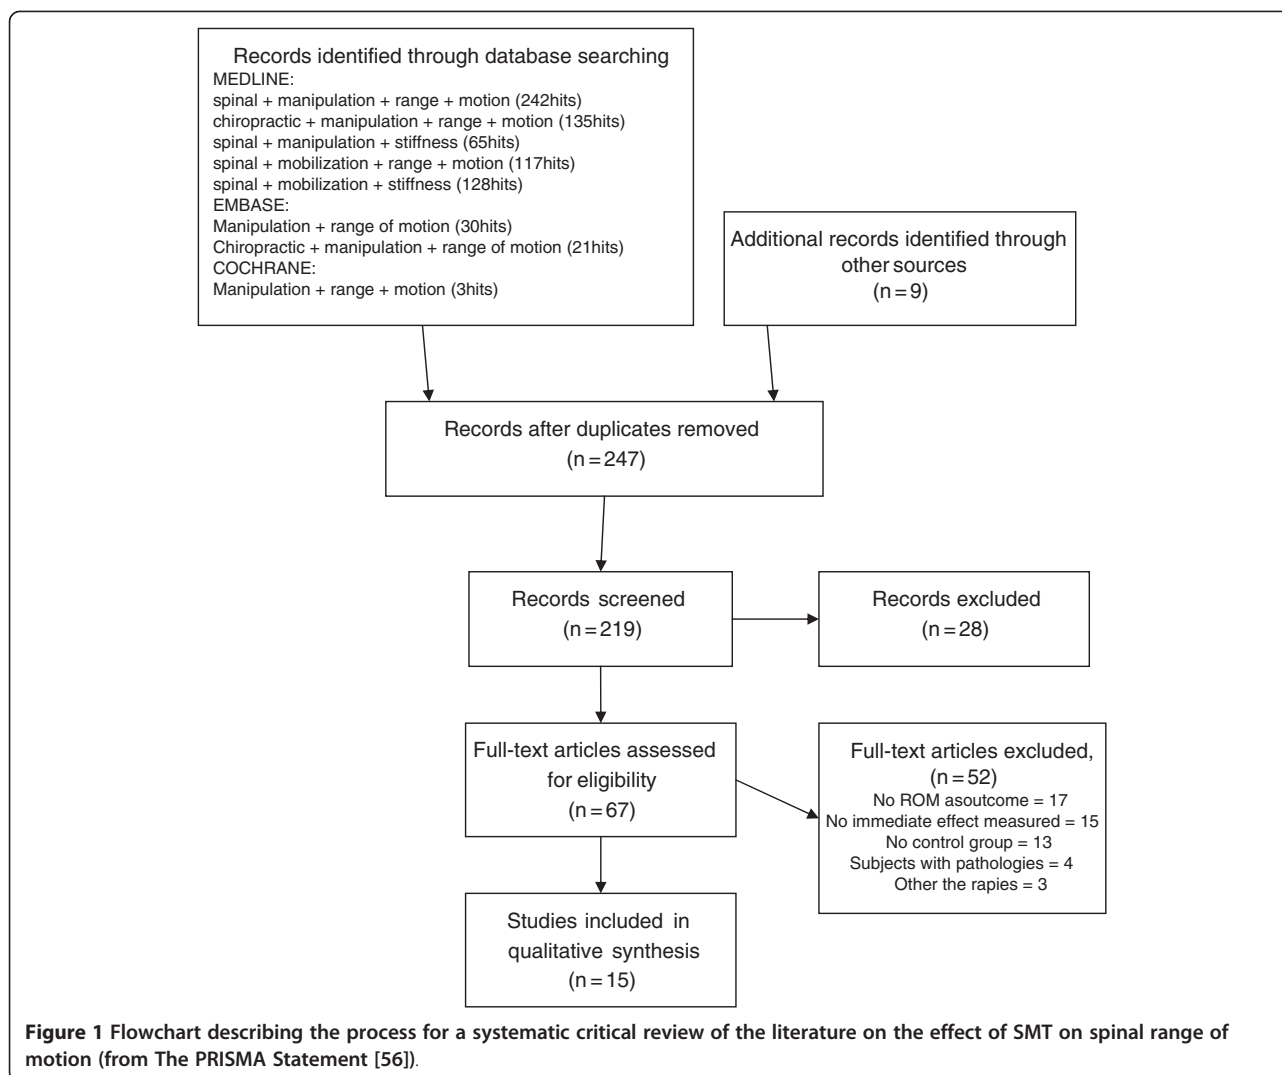 Records identified through database searching
MEDLINE:
spinal + manipulation + range + motion (242hits)
chiropractic + manipulation + range + motion (135hits)
spinal + manipulation + stiffness (65hits)
spinal + mobilization + range + motion (117hits)
spinal + mobilization + stiffness (128hits)
EMBASE:
Manipulation + range of motion (30hits)
Chiropractic + manipulation + range of motion (21hits)
COCHRANE:
Manipulation + range + motion (3hits)
Additional records identified through
other sources
(n = 9)
Records after duplicates removed
(n = 247)
Records screened
(n = 219)
Records excluded
(n = 28)
Full-text articles assessed
for eligibility
(n = 67)
Full-text articles excluded,
(n = 52)
No ROM asoutcome = 17
No immediate effect measured = 15
No control group = 13
Subjects with pathologies = 4
Other the rapies = 3
Studies included in
qualitative synthesis
(n = 15)
Figure 1 Flowchart describing the process for a systematic critical review of the literature on the effect of SMT on spinal range of
motion (from The PRISMA Statement [56]).